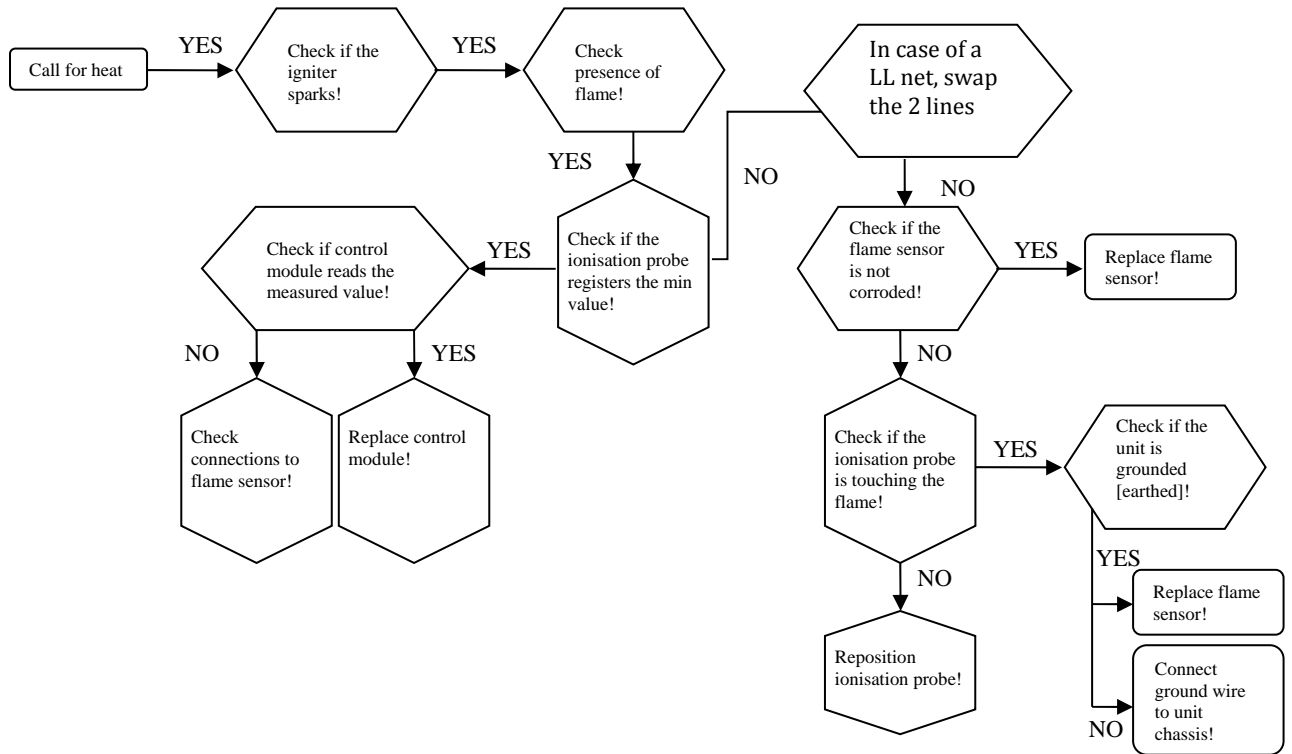 Call for heat
YES
Check if the
igniter
sparks!
YES
Check
presence of
flame!
In case of a
LL net, swap
the 2 lines
YES
NO
NO
Check if control
module reads the
measured value!
YES
Check if the
ionisation probe
registers the min
value!
Check if the
flame sensor
is not
corroded!
YES
Replace flame
sensor!
NO
YES
NO
Check
connections to
flame sensor!
Replace control
module!
Check if the
ionisation probe
is touching the
flame!
YES
Check if the
unit is
grounded
[earthed]!
NO
YES
Replace flame
sensor!
Reposition
ionisation probe!
NO
Connect
ground wire
to unit
chassis!